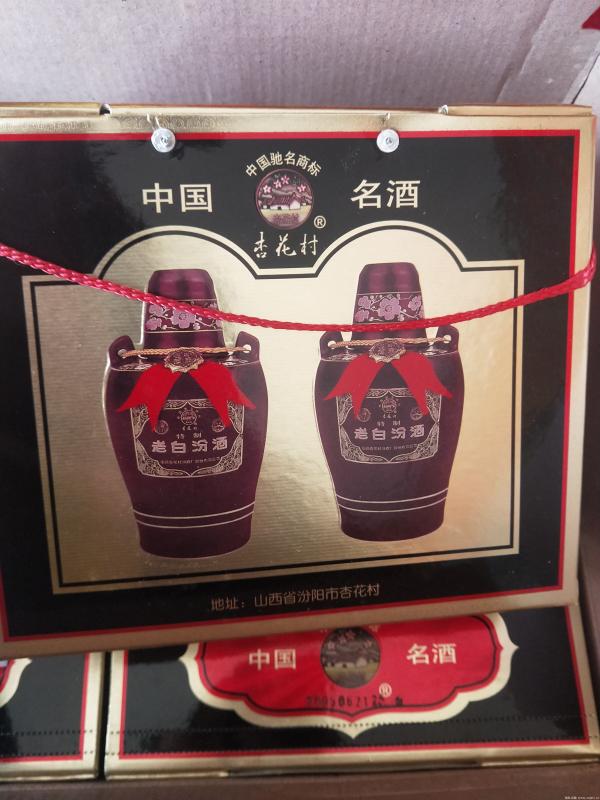 中国驰名商标
中国 名酒
®
杏花村
特制
老白汾酒
特制
老白汾酒
地址：山西省汾阳市杏花村
中国 名酒
®